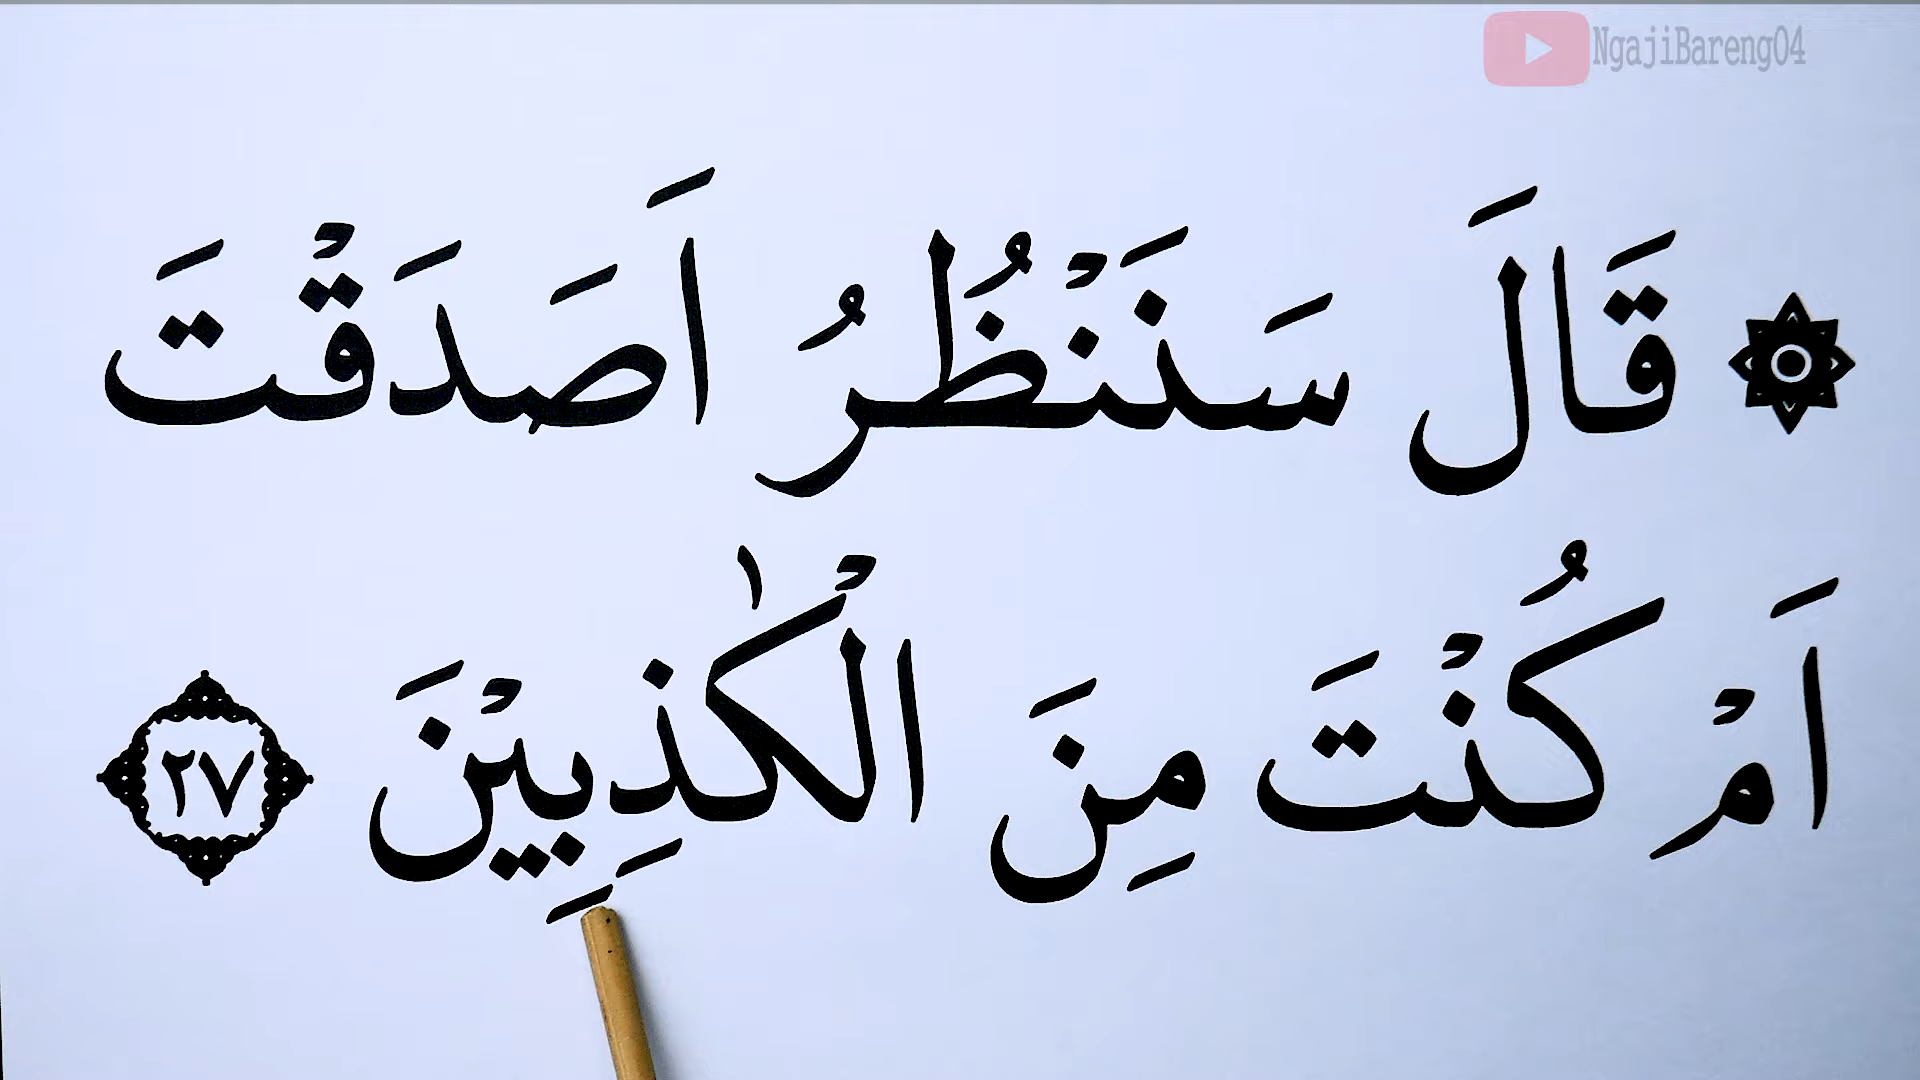 NgajiBareng04
۞ قَالَ سَنَنْظُرُ اَصَدَقْتَ
اَمْ كُنْتَ مِنَ الْكٰذِبِيْنَ ٢٧